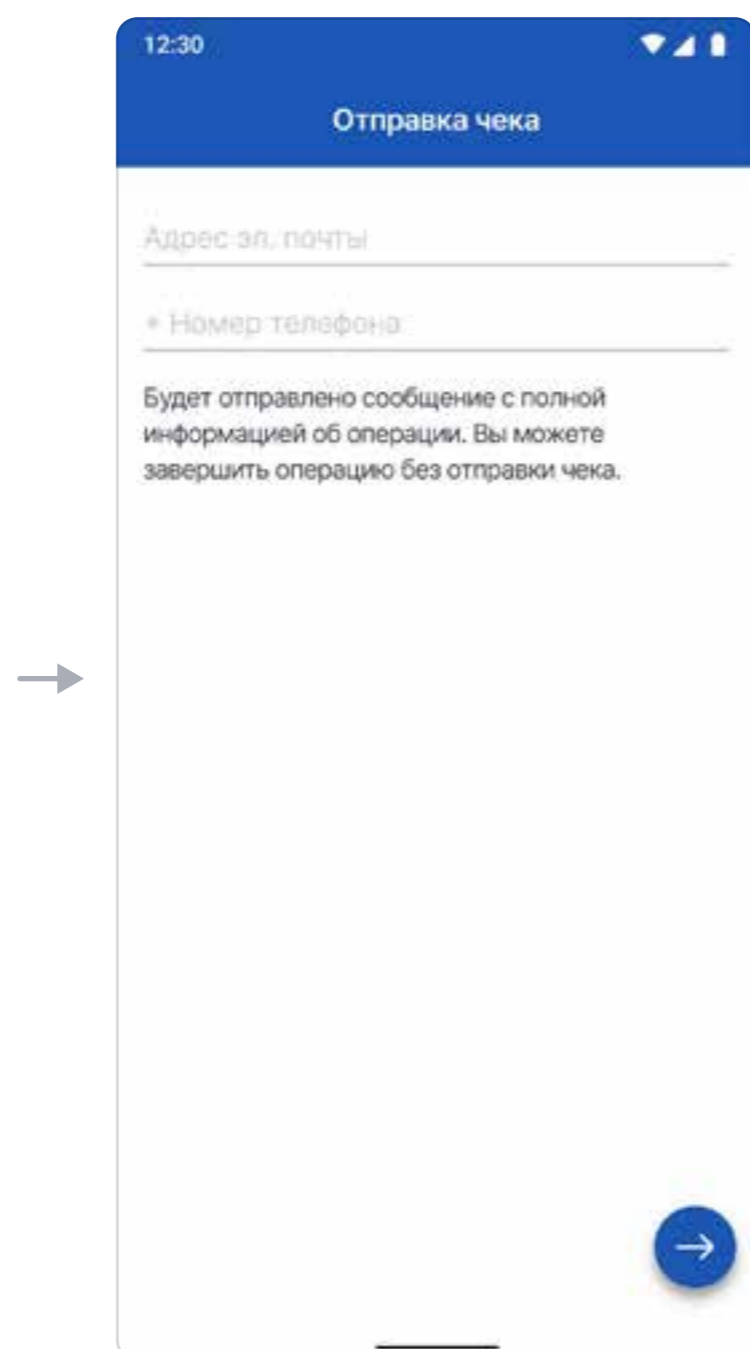 12:30
Отправка чека
Адрес эл. почты
+ Номер телефона
Будет отправлено сообщение с полной
информацией об операции. Вы можете
завершить операцию без отправки чека.